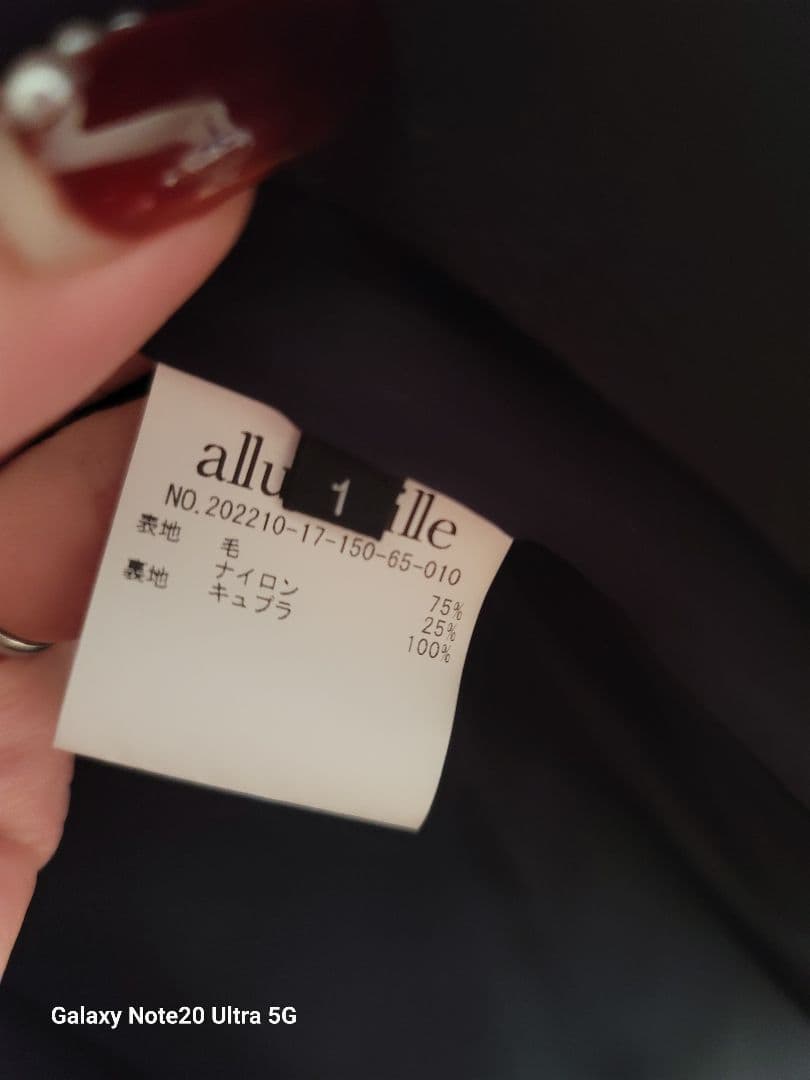 allu ille
1
NO.202210-17-150-65-010
表地 毛 75%
ナイロン 25%
裏地 キュプラ 100%
Galaxy Note20 Ultra 5G